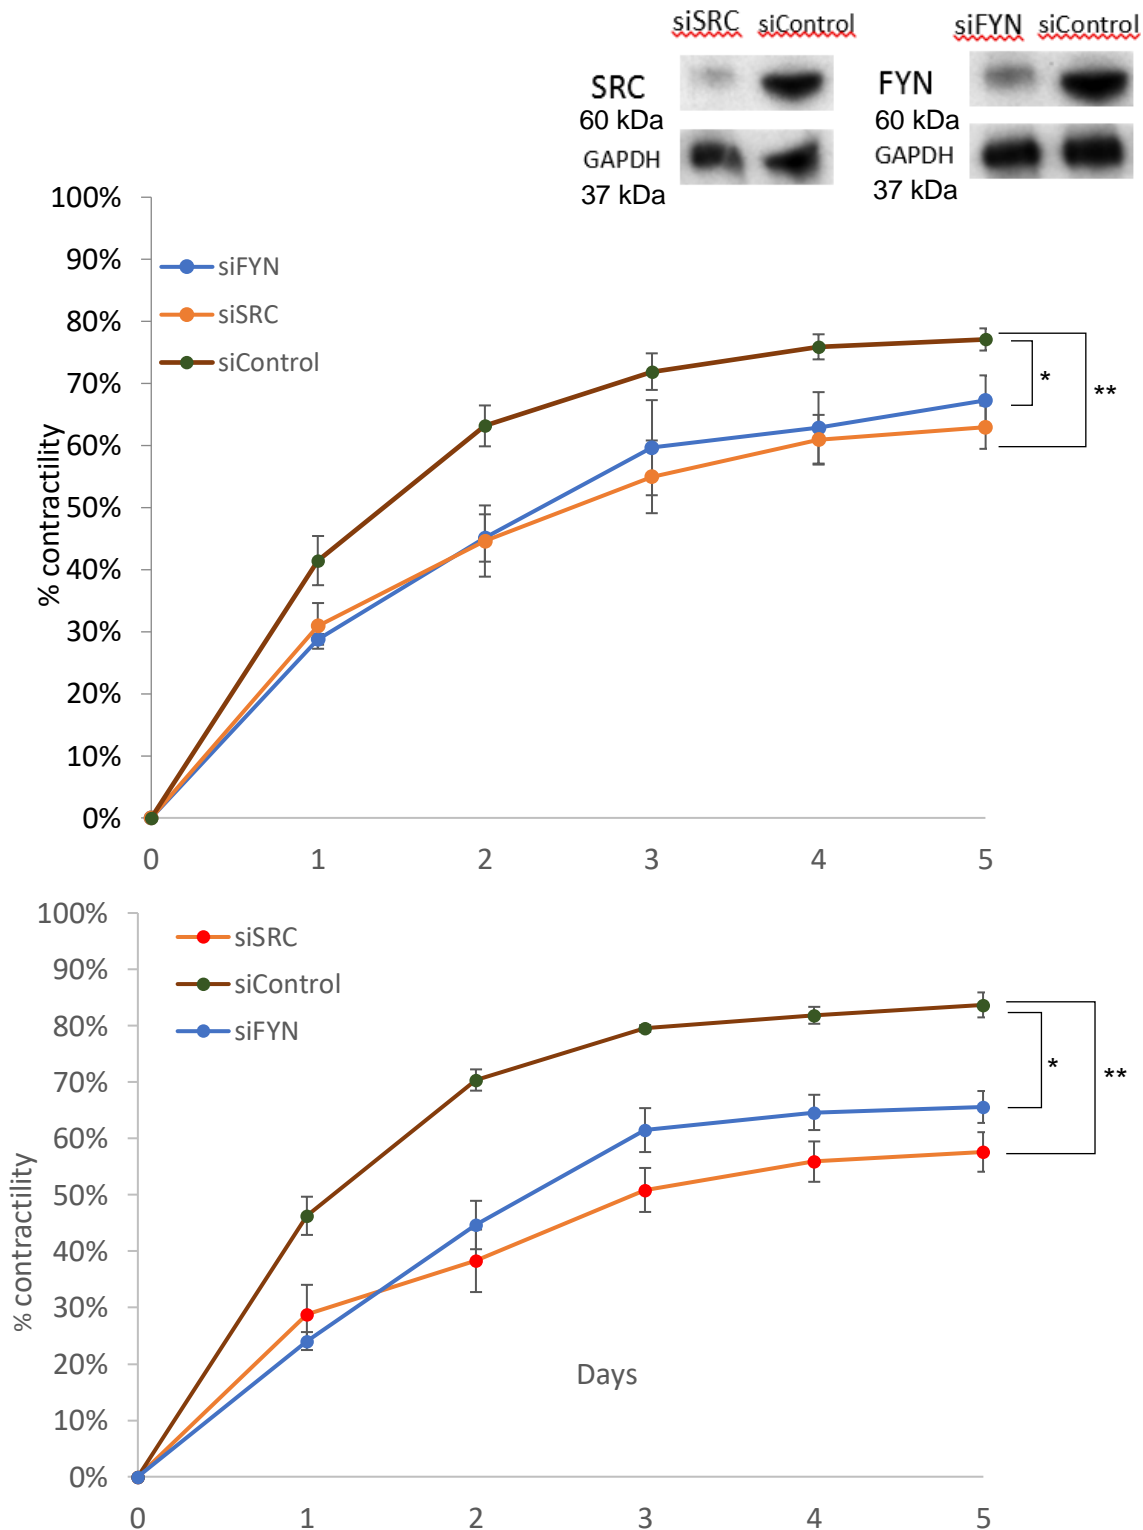 siSRC siControl
siFYN siControl
SRC
60 kDa
GAPDH
37 kDa
FYN
60 kDa
GAPDH
37 kDa
100%
90%
80%
70%
60%
50%
40%
30%
20%
10%
0%
% contractility
siFYN
siSRC
siControl
*
**
0 1 2 3 4 5
100%
90%
80%
70%
60%
50%
40%
30%
20%
10%
0%
% contractility
siSRC
siControl
siFYN
*
**
Days
0 1 2 3 4 5